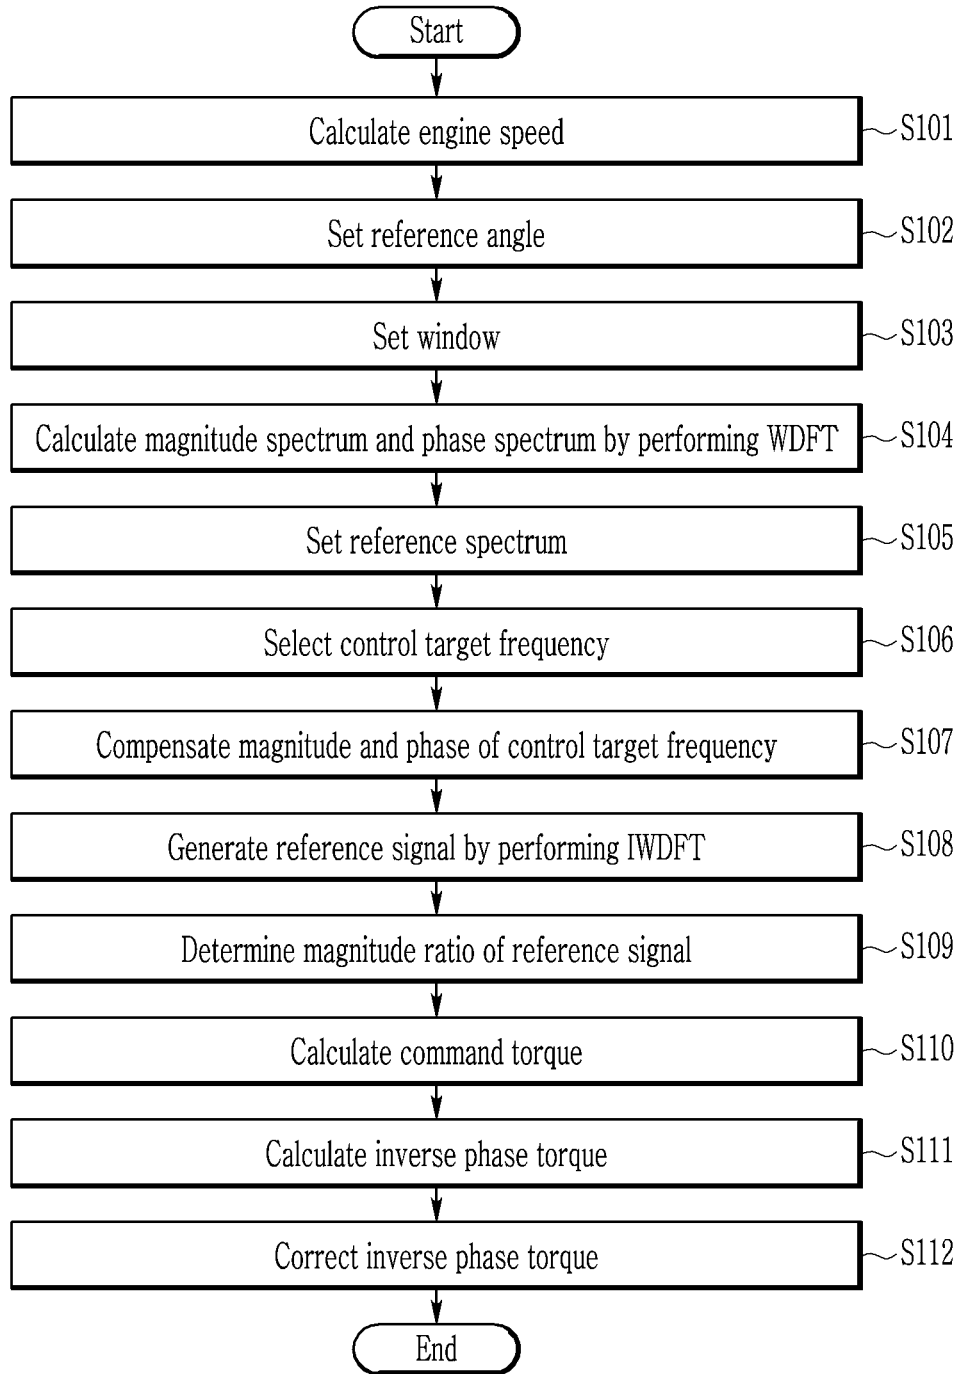 Start
Calculate engine speed
S101
Set reference angle
S102
Set window
S103
Calculate magnitude spectrum and phase spectrum by performing WDFT
S104
Set reference spectrum
S105
Select control target frequency
S106
Compensate magnitude and phase of control target frequency
S107
Generate reference signal by performing IWDFT
S108
Determine magnitude ratio of reference signal
S109
Calculate command torque
S110
Calculate inverse phase torque
S111
Correct inverse phase torque
S112
End